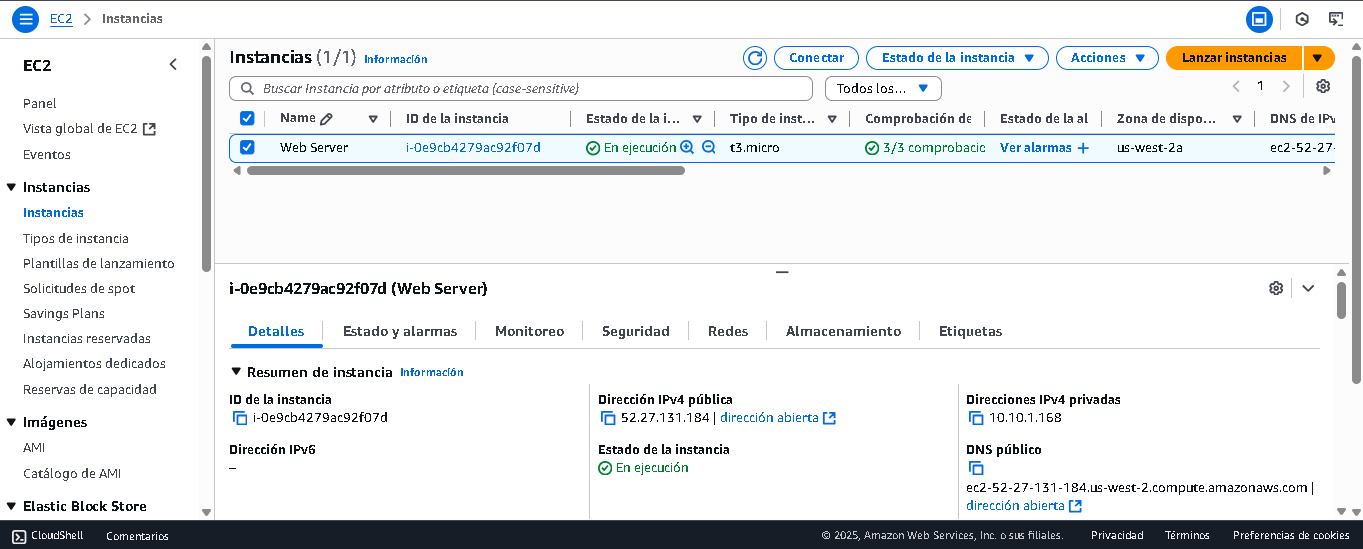 EC2 > Instancias
EC2
Panel
Vista global de EC2
Eventos
Instancias
Instancias
Tipos de instancia
Plantillas de lanzamiento
Solicitudes de spot
Savings Plans
Instancias reservadas
Alojamientos dedicados
Reservas de capacidad
Imágenes
AMI
Catálogo de AMI
Elastic Block Store
Instancias (1/1) Información
Conectar Estado de la instancia Acciones Lanzar instancias
Buscar Instancia por atributo o etiqueta (case-sensitive) Todos los... 1
Name ID de la instancia Estado de la i... Tipo de inst... Comprobación de Estado de la al Zona de dispo... DNS de IPv
Web Server i-0e9cb4279ac92f07d En ejecución t3.micro 3/3 comprobacio Ver alarmas + us-west-2a ec2-52-27-
i-0e9cb4279ac92f07d (Web Server)
Detalles Estado y alarmas Monitoreo Seguridad Redes Almacenamiento Etiquetas
Resumen de instancia Información
ID de la instancia
i-0e9cb4279ac92f07d
Dirección IPv6
–
Dirección IPv4 pública
52.27.131.184 | dirección abierta
Estado de la instancia
En ejecución
Direcciones IPv4 privadas
10.10.1.168
DNS público
ec2-52-27-131-184.us-west-2.compute.amazonaws.com |
dirección abierta
CloudShell Comentarios © 2025, Amazon Web Services, Inc. o sus filiales. Privacidad Términos Preferencias de cookies